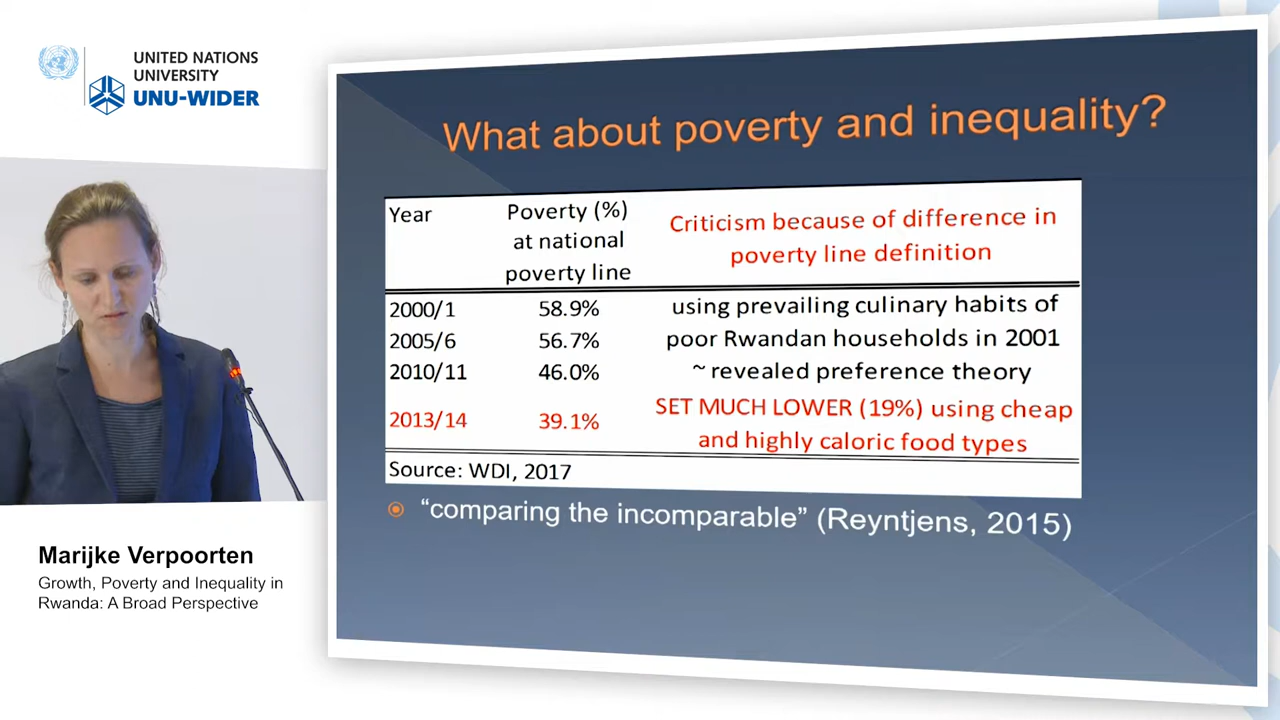 UNITED NATIONS
UNIVERSITY
UNU-WIDER
What about poverty and inequality?
Year
Poverty (%)
at national
poverty line
Criticism because of difference in
poverty line definition
2000/1 58.9% using prevailing culinary habits of
2005/6 56.7% poor Rwandan households in 2001
2010/11 46.0% ~ revealed preference theory
2013/14 39.1% SET MUCH LOWER (19%) using cheap
and highly caloric food types
Source: WDI, 2017
“comparing the incomparable” (Reyntjens, 2015)
Marijke Verpoorten
Growth, Poverty and Inequality in
Rwanda: A Broad Perspective